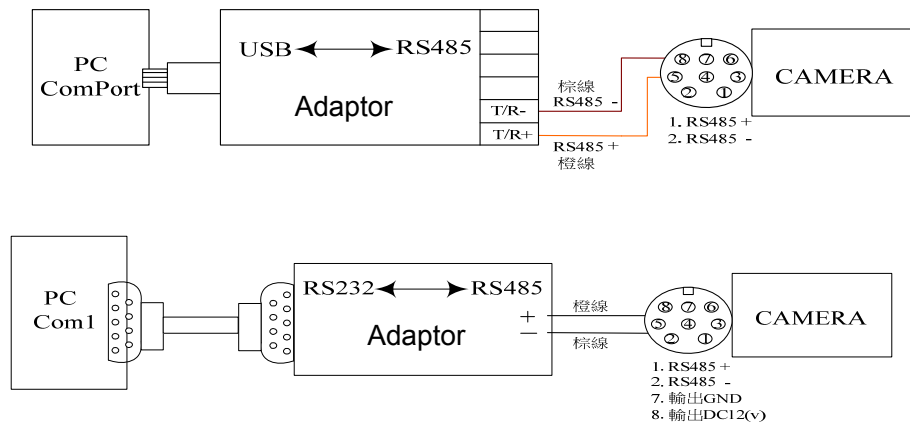 PC
ComPort
USB RS485
Adaptor
T/R-
T/R+
棕線
RS485 -
RS485 +
橙線
⑧ ⑦ ⑥
⑤ ④ ③
② ①
CAMERA
1. RS485 +
2. RS485 -
PC
Com1
RS232 RS485
Adaptor
+
−
橙線
棕線
⑧ ⑦ ⑥
⑤ ④ ③
② ①
CAMERA
1. RS485 +
2. RS485 -
7. 輸出GND
8. 輸出DC12(v)